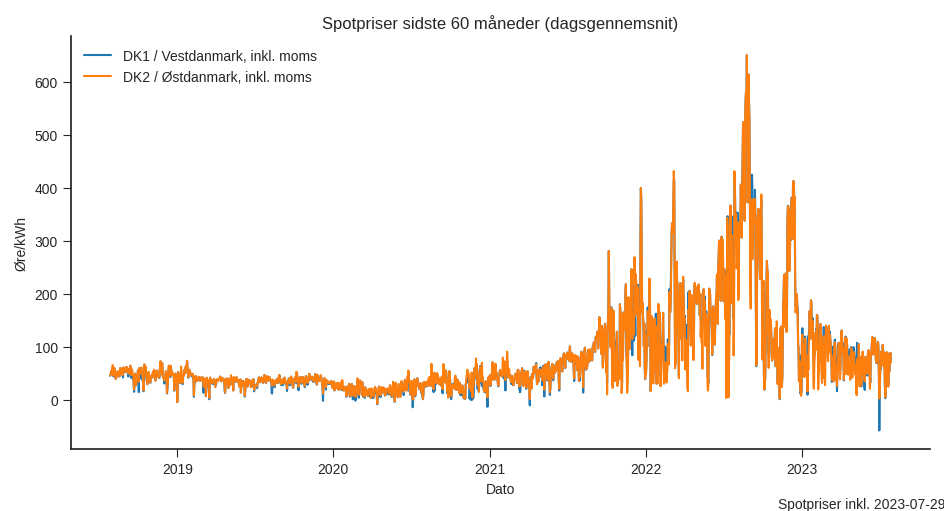 Spotpriser sidste 60 måneder (dagsgennemsnit)
DK1 / Vestdanmark, inkl. moms
DK2 / Østdanmark, inkl. moms
600
500
400
300
200
100
0
Øre/kWh
2019 2020 2021 2022 2023
Dato
Spotpriser inkl. 2023-07-29